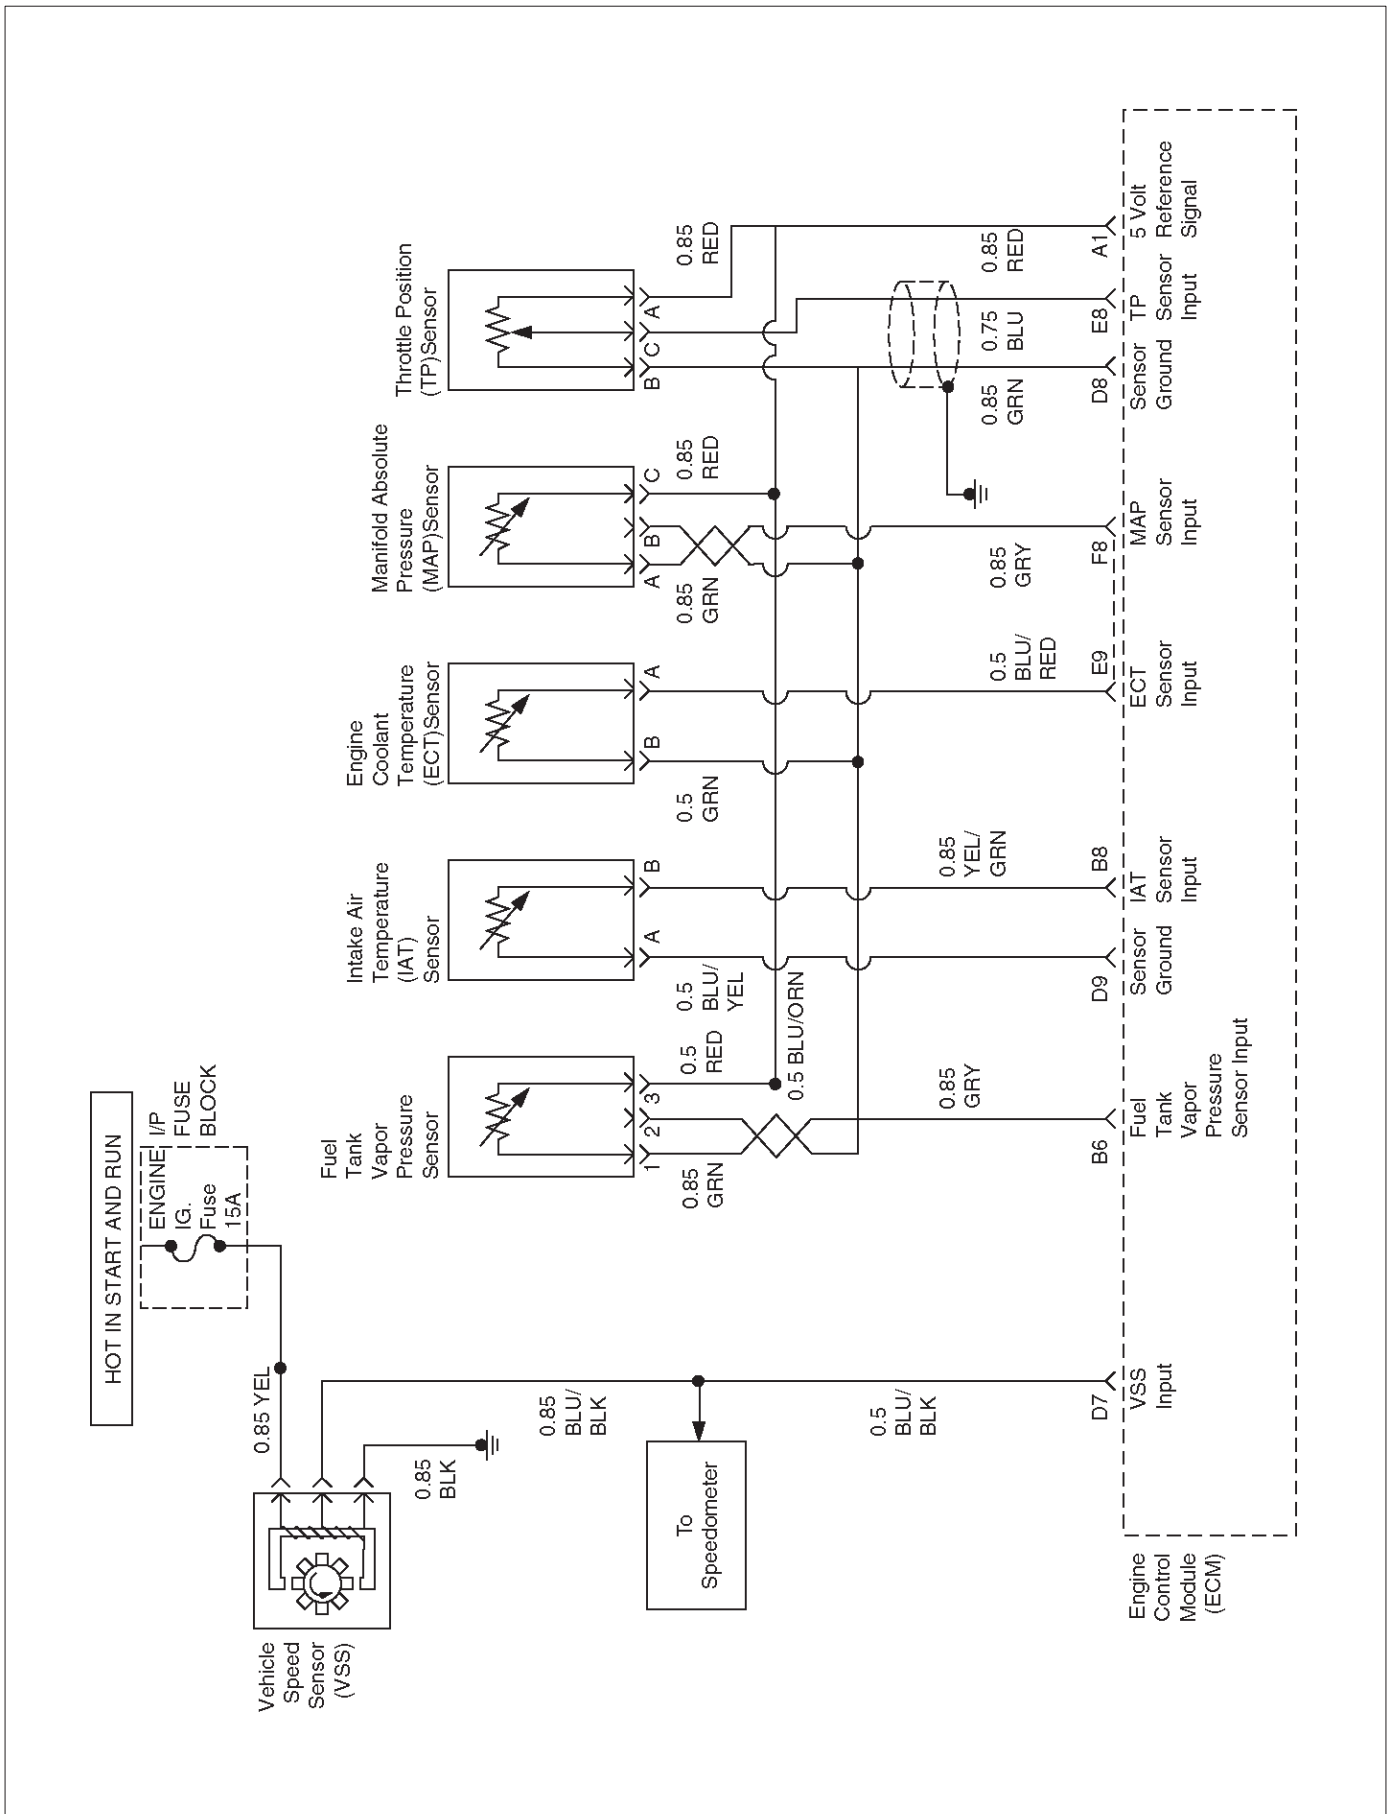 HOT IN START AND RUN
ENGINE
IG.
Fuse
15A
I/P
FUSE
BLOCK
0.85 YEL
Vehicle
Speed
Sensor
(VSS)
0.85
BLK
0.85
BLU/
BLK
To
Speedometer
0.5
BLU/
BLK
Fuel
Tank
Vapor
Pressure
Sensor
1
2
3
0.85
GRN
0.5
RED
0.5 BLU/ORN
0.85
GRY
Intake Air
Temperature
(IAT)
Sensor
A
B
0.5
BLU/
YEL
0.85
YEL/
GRN
Engine
Coolant
Temperature
(ECT)Sensor
B
A
0.5
GRN
0.5
BLU/
RED
Manifold Absolute
Pressure
(MAP)Sensor
A
B
C
0.85
GRN
0.85
RED
0.85
GRY
Throttle Position
(TP)Sensor
B
C
A
0.85
RED
0.85
GRN
0.75
BLU
0.85
RED
D7
B6
D9
B8
E9
F8
D8
E8
A1
VSS
Input
Fuel
Tank
Vapor
Pressure
Sensor Input
Sensor
Ground
IAT
Sensor
Input
ECT
Sensor
Input
MAP
Sensor
Input
Sensor
Ground
TP
Sensor
Input
5 Volt
Reference
Signal
Engine
Control
Module
(ECM)